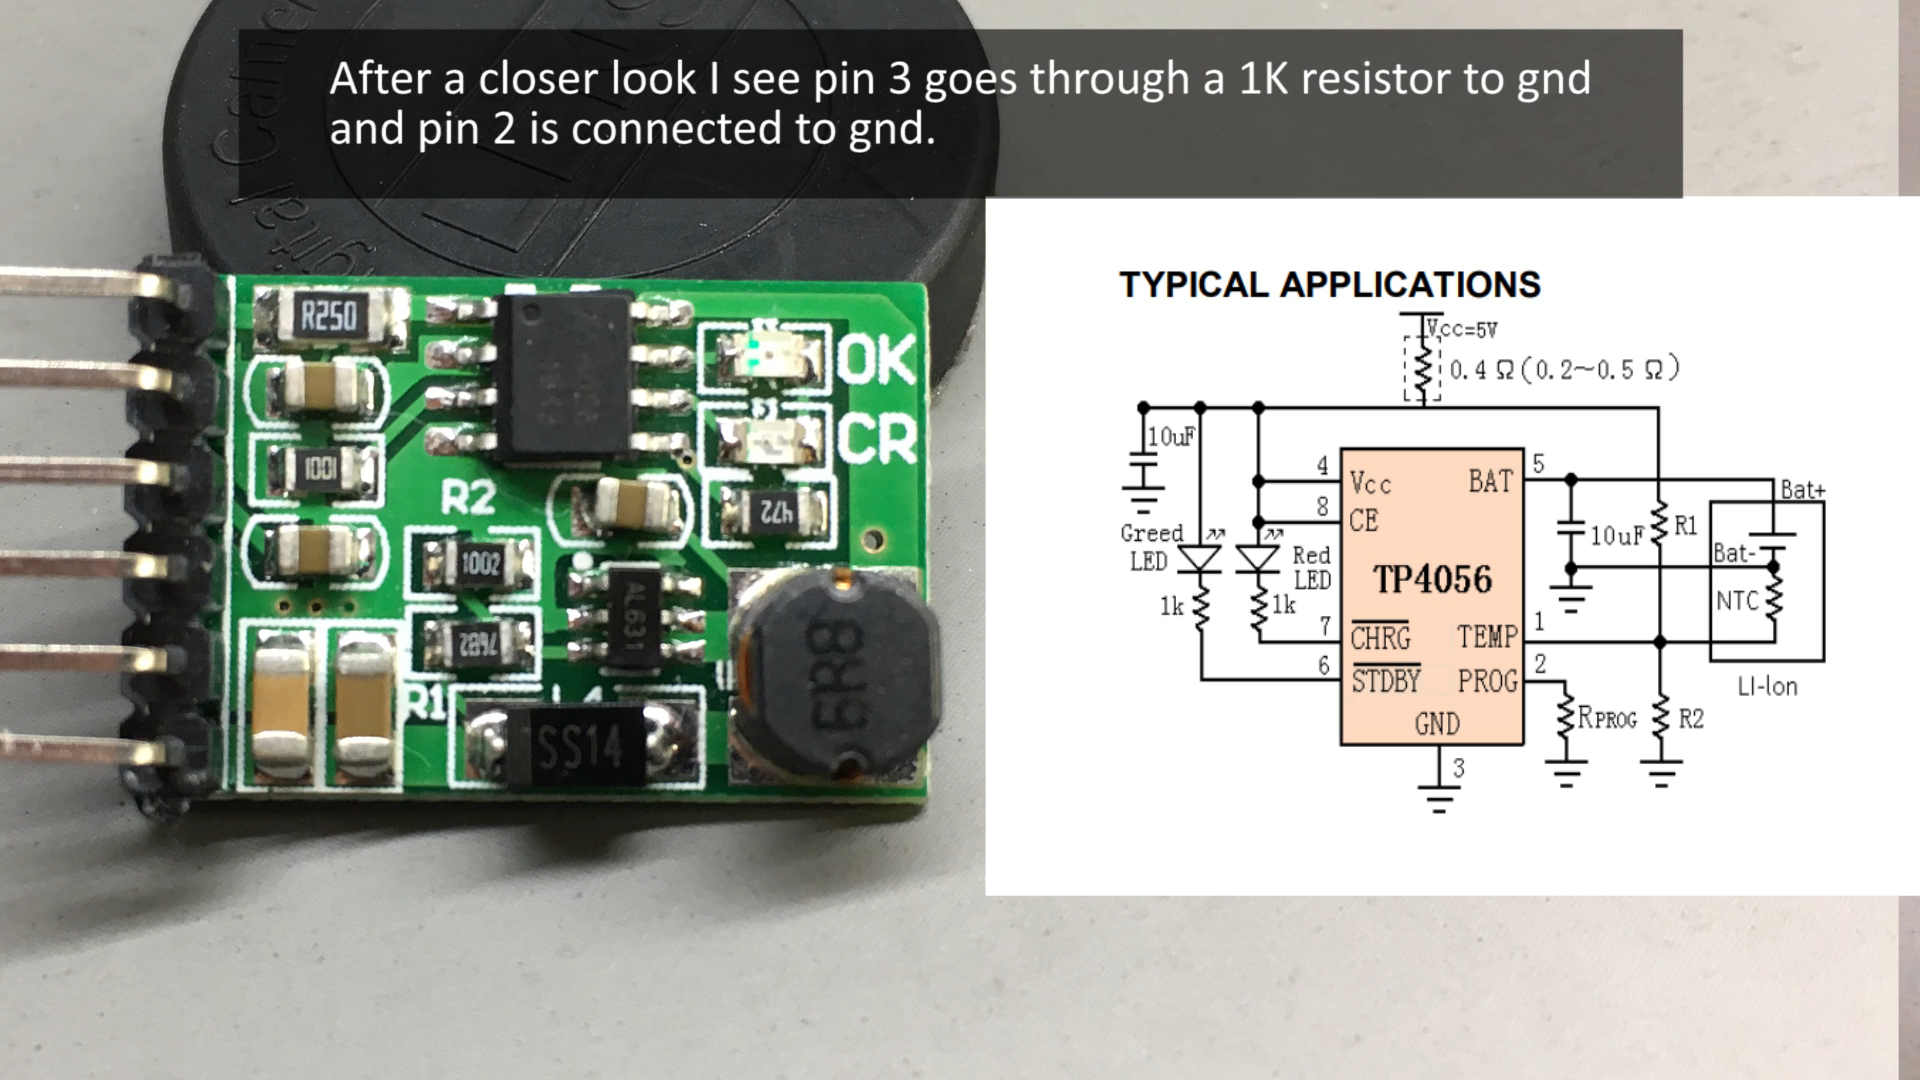 After a closer look I see pin 3 goes through a 1K resistor to gnd
and pin 2 is connected to gnd.
R250
OK
1001
CR
R2
472
1002
AL631
7682
R1
L1
SS14
6R8
TYPICAL APPLICATIONS
Vcc=5V
0.4 Ω(0.2~0.5 Ω)
10uF
4
Vcc
BAT
5
Bat+
8
CE
Greed
LED
Red
LED
R1
10uF
Bat-
TP4056
NTC
1k
1k
7
CHRG
TEMP
1
6
STDBY
PROG
2
LI-lon
GND
RPROG
R2
3